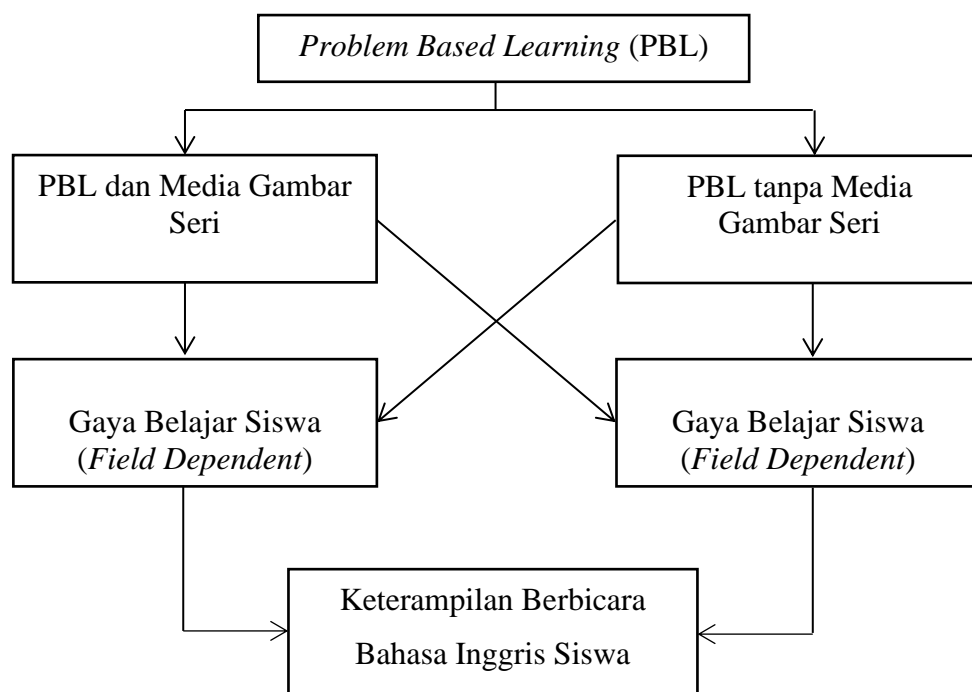 Problem Based Learning (PBL)
PBL dan Media Gambar
Seri
PBL tanpa Media
Gambar Seri
Gaya Belajar Siswa
(Field Dependent)
Gaya Belajar Siswa
(Field Dependent)
Keterampilan Berbicara
Bahasa Inggris Siswa